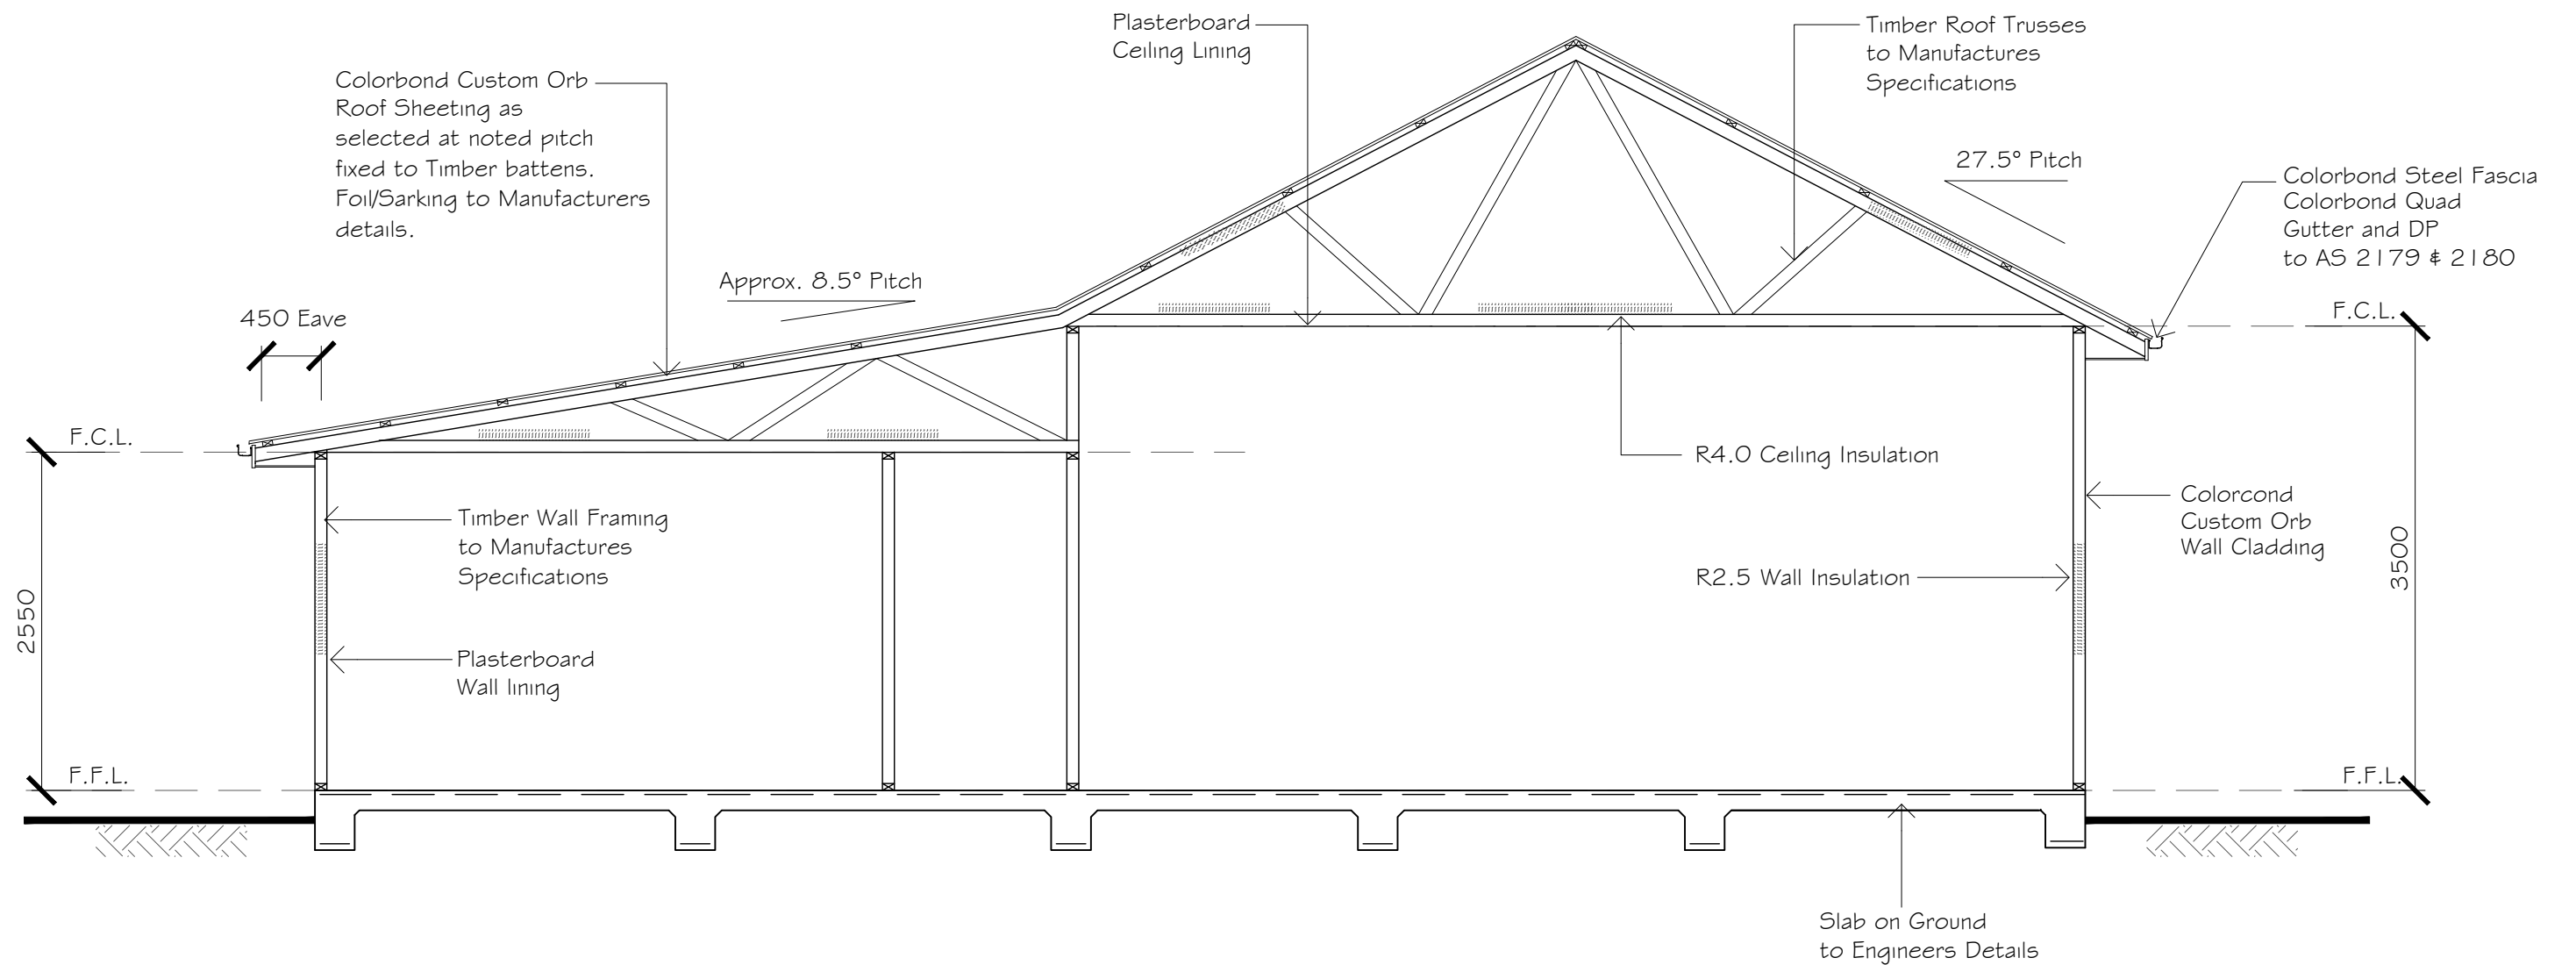 Plasterboard
Ceiling Lining
Timber Roof Trusses
to Manufactures
Specifications
Colorbond Custom Orb
Roof Sheeting as
selected at noted pitch
fixed to Timber battens.
Foil/Sarking to Manufacturers
details.
27.5° Pitch
Colorbond Steel Fascia
Colorbond Quad
Gutter and DP
to AS 2179 & 2180
Approx. 8.5° Pitch
450 Eave
F.C.L.
F.C.L.
R4.0 Ceiling Insulation
Colorcond
Custom Orb
Wall Cladding
Timber Wall Framing
to Manufactures
Specifications
R2.5 Wall Insulation
3500
2550
Plasterboard
Wall lining
F.F.L.
F.F.L.
Slab on Ground
to Engineers Details